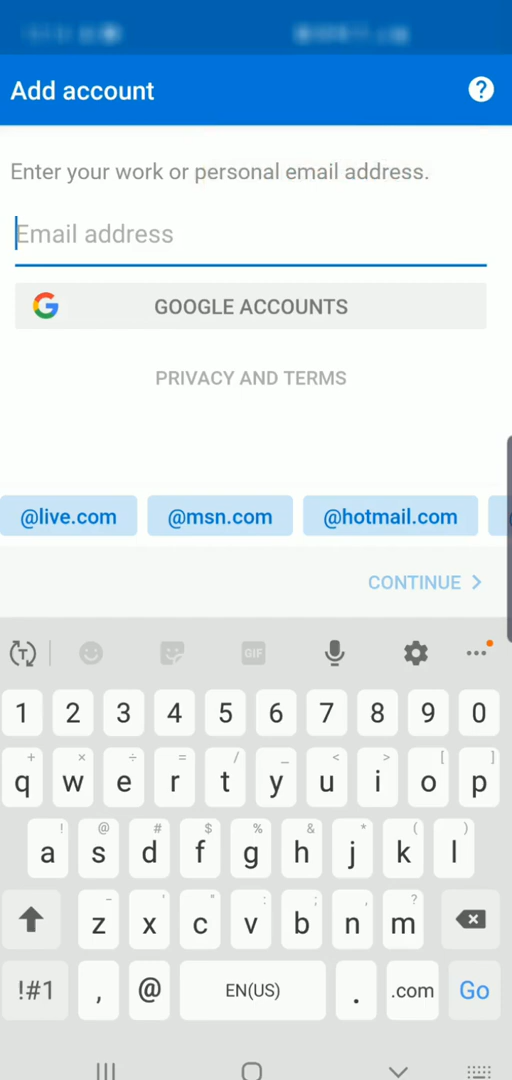 Add account
?
Enter your work or personal email address.
Email address
G GOOGLE ACCOUNTS
PRIVACY AND TERMS
@live.com @msn.com @hotmail.com
CONTINUE >
T GIF ...
1 2 3 4 5 6 7 8 9 0
+ × ÷ = / _ < > [ ]
q w e r t y u i o p
! @ # $ % & * ( )
a s d f g h j k l
- ' " : ; , ?
z x c v b n m
!#1 , @ EN(US) . .com Go